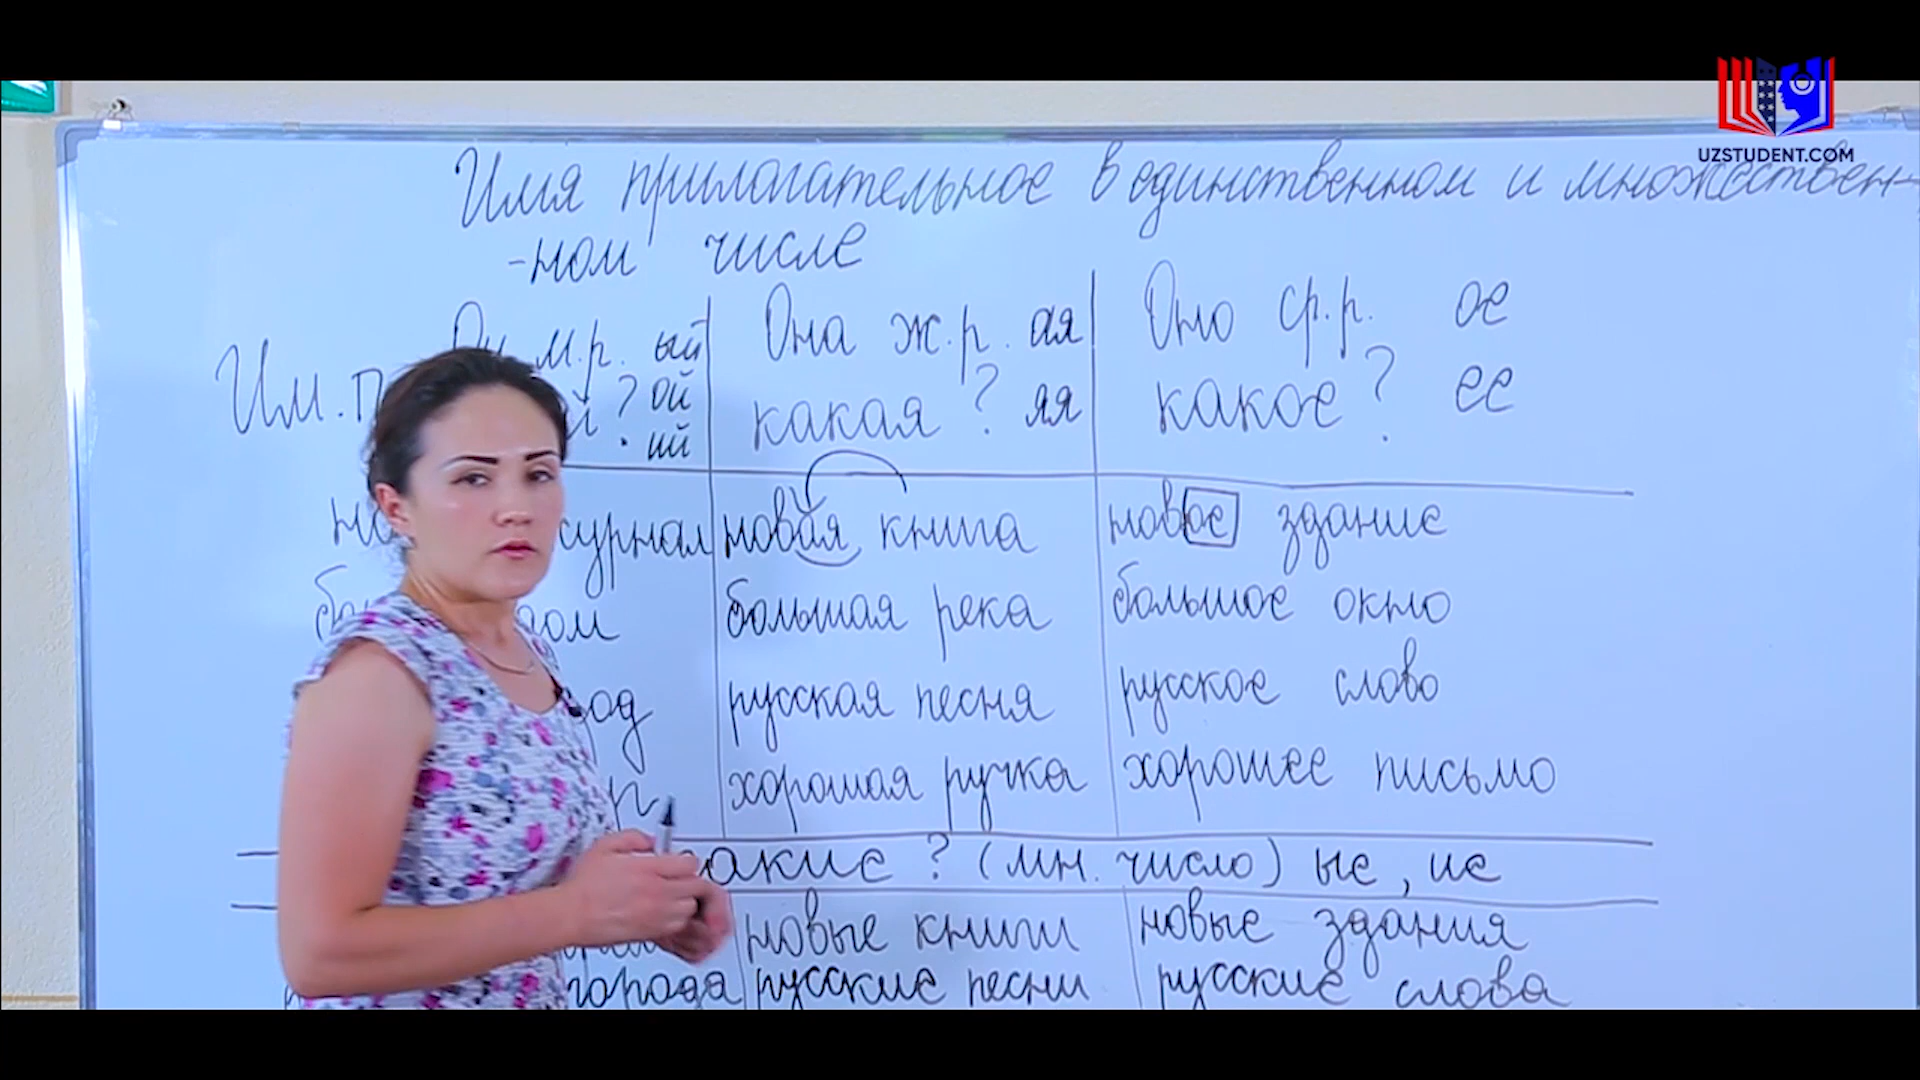 UZSTUDENT.COM
Имя прилагательное в единственном и множествен-
-ном числе
м.р. ый Она ж.р. ая Оно ср.р. ое
Им. ? ой какая? яя какое? ее
ий
новая книга новое здание
большая река большое окно
русская песня русское слово
хорошая ручка хорошее письмо
? (мн. число) ые, ие
новые книги новые здания
города русские песни русские слова